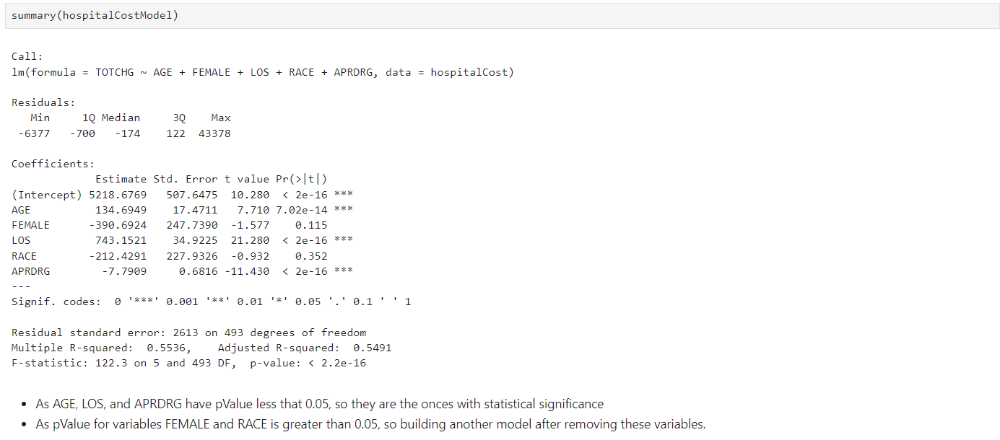 summary(hospitalCostModel)
Call:
lm(formula = TOTCHG ~ AGE + FEMALE + LOS + RACE + APRDRG, data = hospitalCost)
Residuals:
   Min     1Q Median     3Q    Max
 -6377   -700   -174    122  43378
Coefficients:
             Estimate Std. Error t value Pr(>|t|)
(Intercept) 5218.6769   507.6475  10.280  < 2e-16 ***
AGE          134.6949    17.4711   7.710 7.02e-14 ***
FEMALE      -390.6924   247.7390  -1.577    0.115
LOS          743.1521    34.9225  21.280  < 2e-16 ***
RACE        -212.4291   227.9326  -0.932    0.352
APRDRG        -7.7909     0.6816 -11.430  < 2e-16 ***
---
Signif. codes:  0 '***' 0.001 '**' 0.01 '*' 0.05 '.' 0.1 ' ' 1
Residual standard error: 2613 on 493 degrees of freedom
Multiple R-squared:  0.5536,    Adjusted R-squared:  0.5491
F-statistic: 122.3 on 5 and 493 DF,  p-value: < 2.2e-16
• As AGE, LOS, and APRDRG have pValue less that 0.05, so they are the onces with statistical significance
• As pValue for variables FEMALE and RACE is greater than 0.05, so building another model after removing these variables.